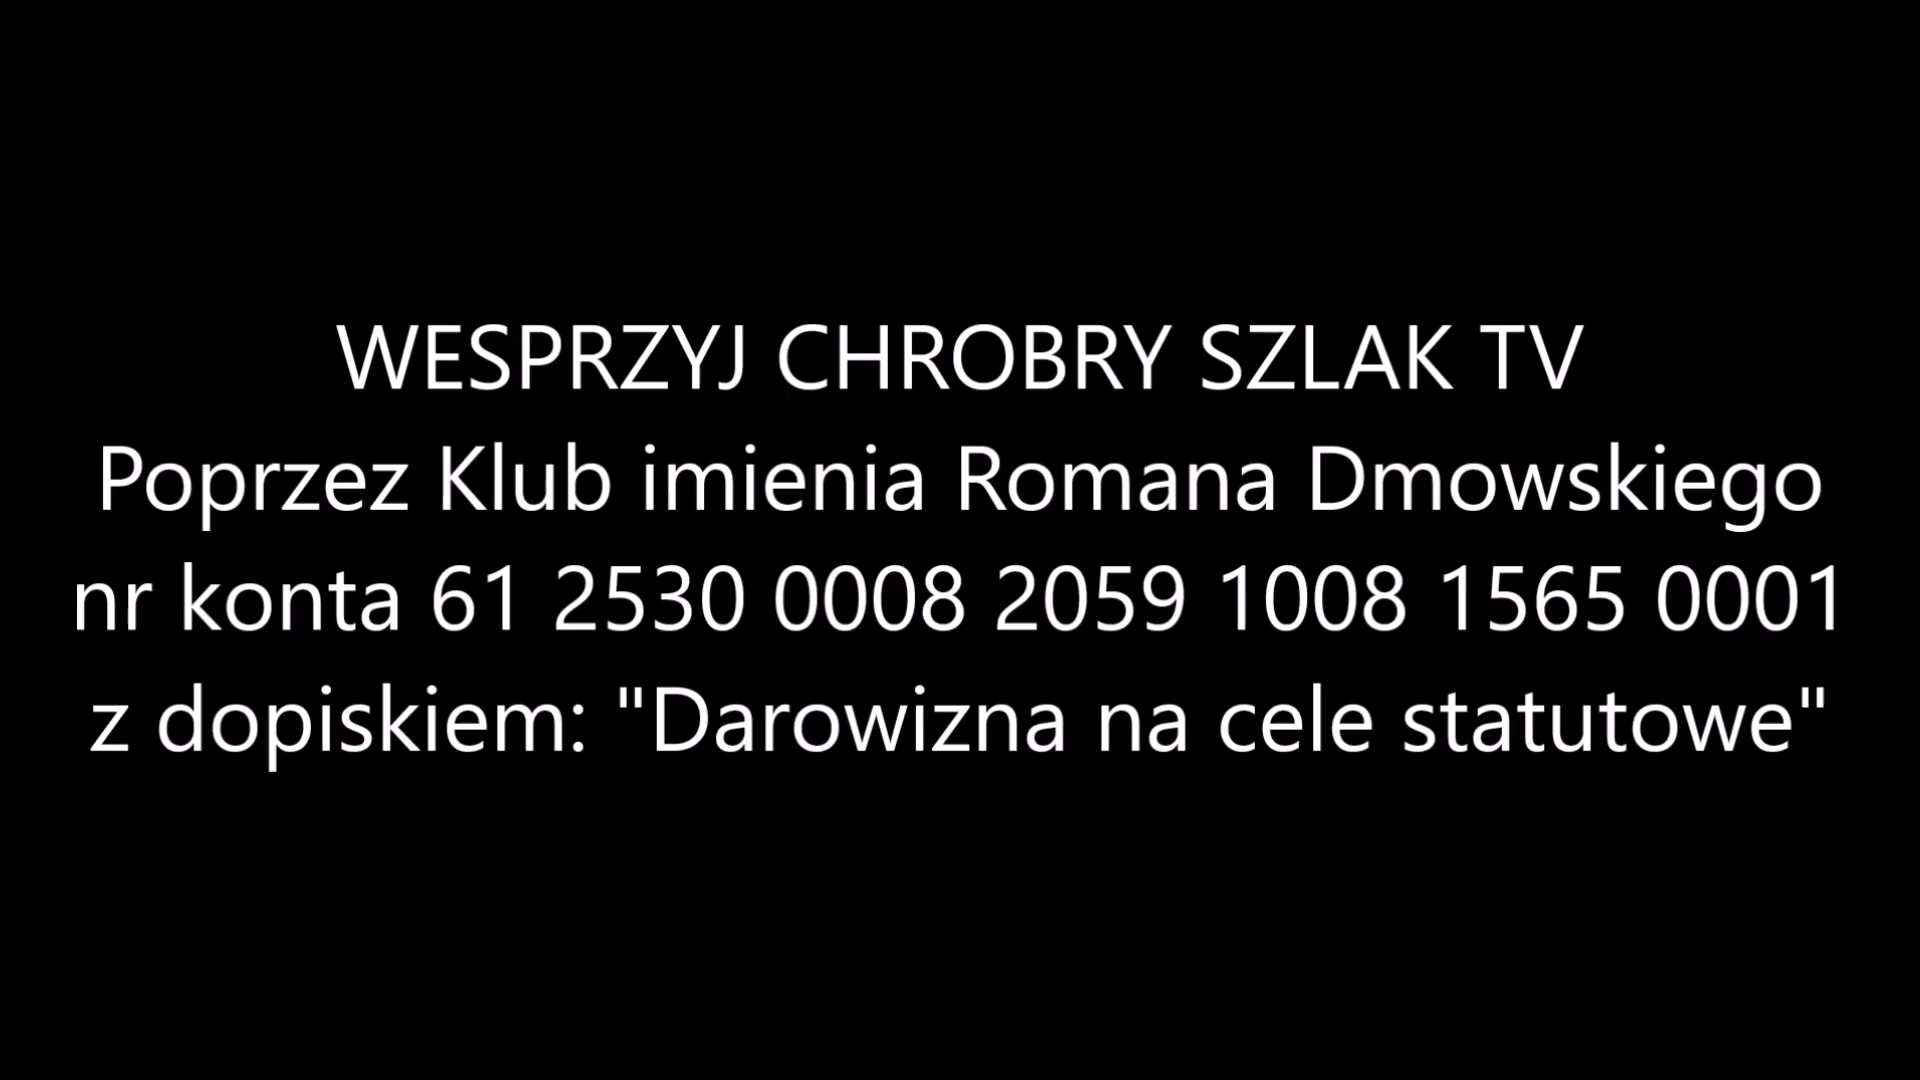 WESPRZYJ CHROBRY SZLAK TV
Poprzez Klub imienia Romana Dmowskiego
nr konta 61 2530 0008 2059 1008 1565 0001
z dopiskiem: "Darowizna na cele statutowe"